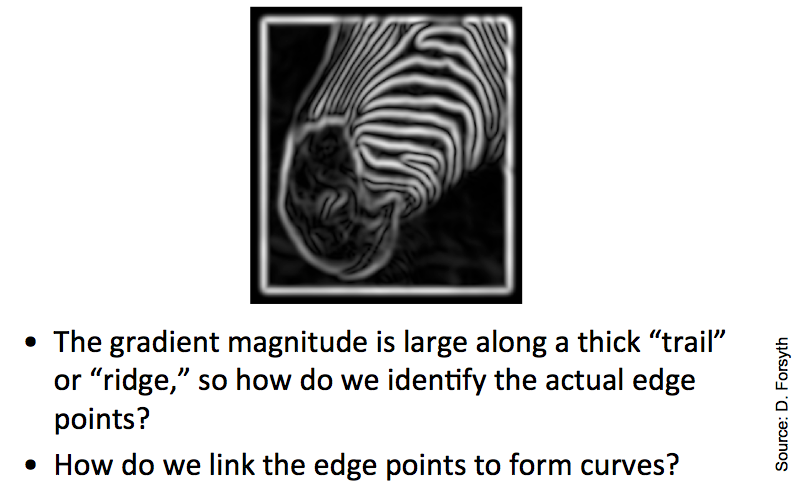 • The gradient magnitude is large along a thick “trail”
or “ridge,” so how do we identify the actual edge
points?
• How do we link the edge points to form curves?
Source: D. Forsyth